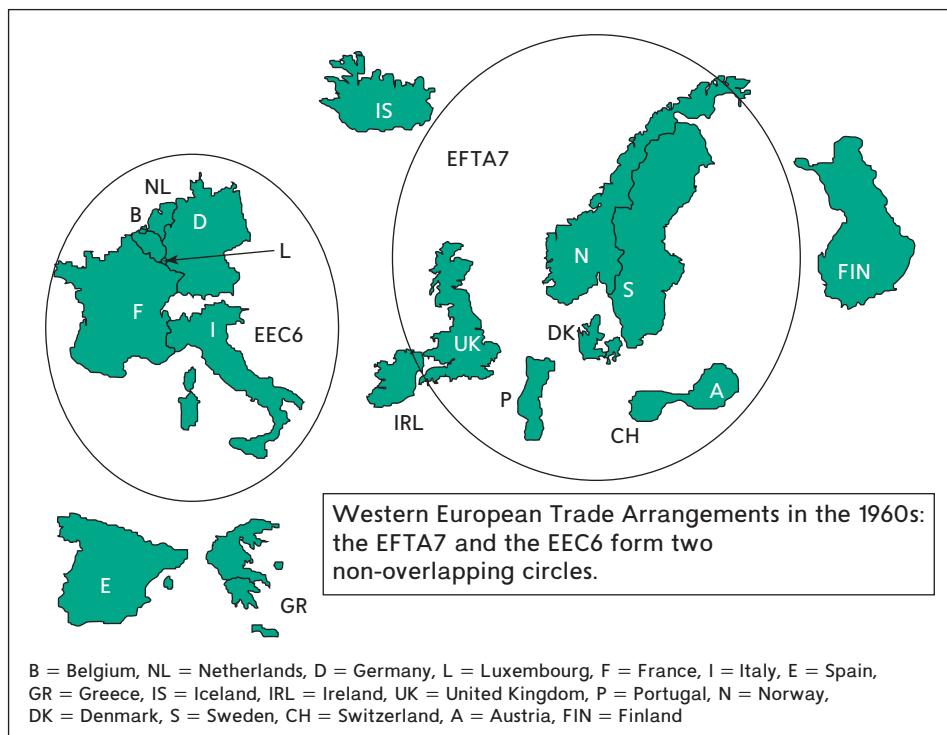 IS
EFTA7
NL
B
D
L
N
FIN
S
F
I
EEC6
DK
UK
A
P
IRL
CH
Western European Trade Arrangements in the 1960s:
the EFTA7 and the EEC6 form two
non-overlapping circles.
E
GR
B = Belgium, NL = Netherlands, D = Germany, L = Luxembourg, F = France, I = Italy, E = Spain,
GR = Greece, IS = Iceland, IRL = Ireland, UK = United Kingdom, P = Portugal, N = Norway,
DK = Denmark, S = Sweden, CH = Switzerland, A = Austria, FIN = Finland